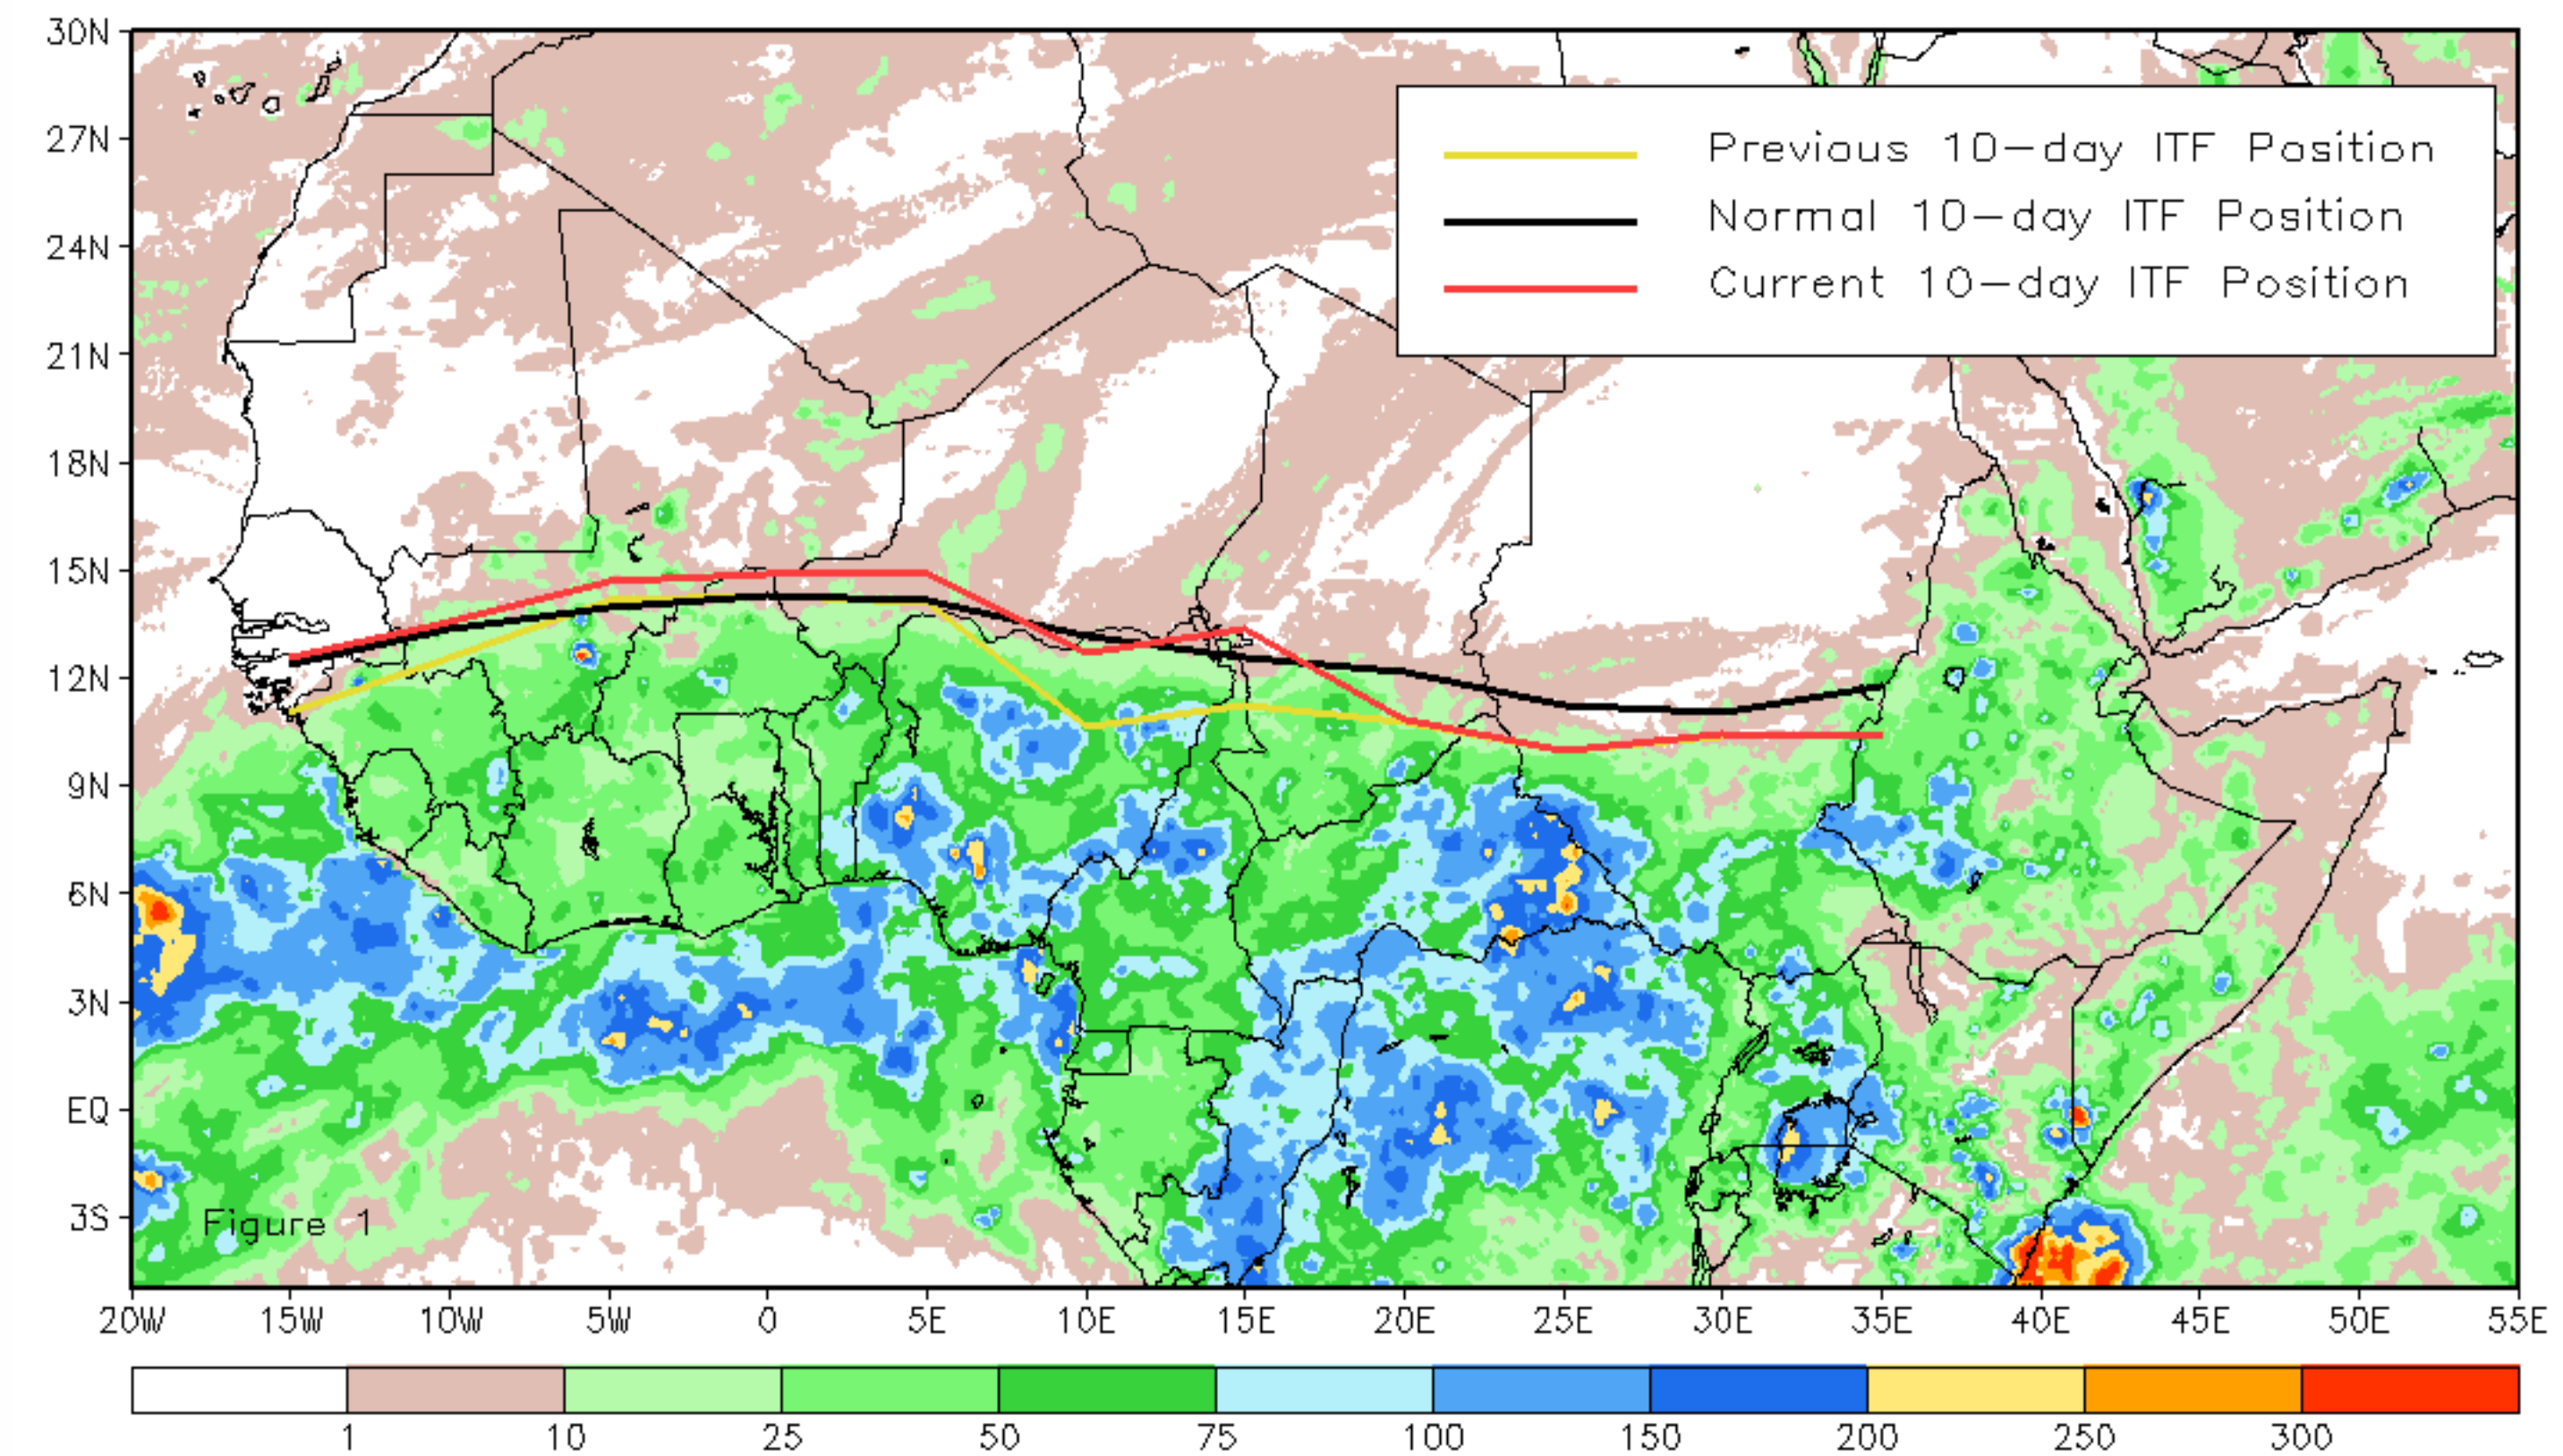 30N
27N
24N
21N
18N
15N
12N
9N
6N
3N
EQ
3S
Previous 10-day ITF Position
Normal 10-day ITF Position
Current 10-day ITF Position
Figure 1
20W 15W 10W 5W 0 5E 10E 15E 20E 25E 30E 35E 40E 45E 50E 55E
1 10 25 50 75 100 150 200 250 300